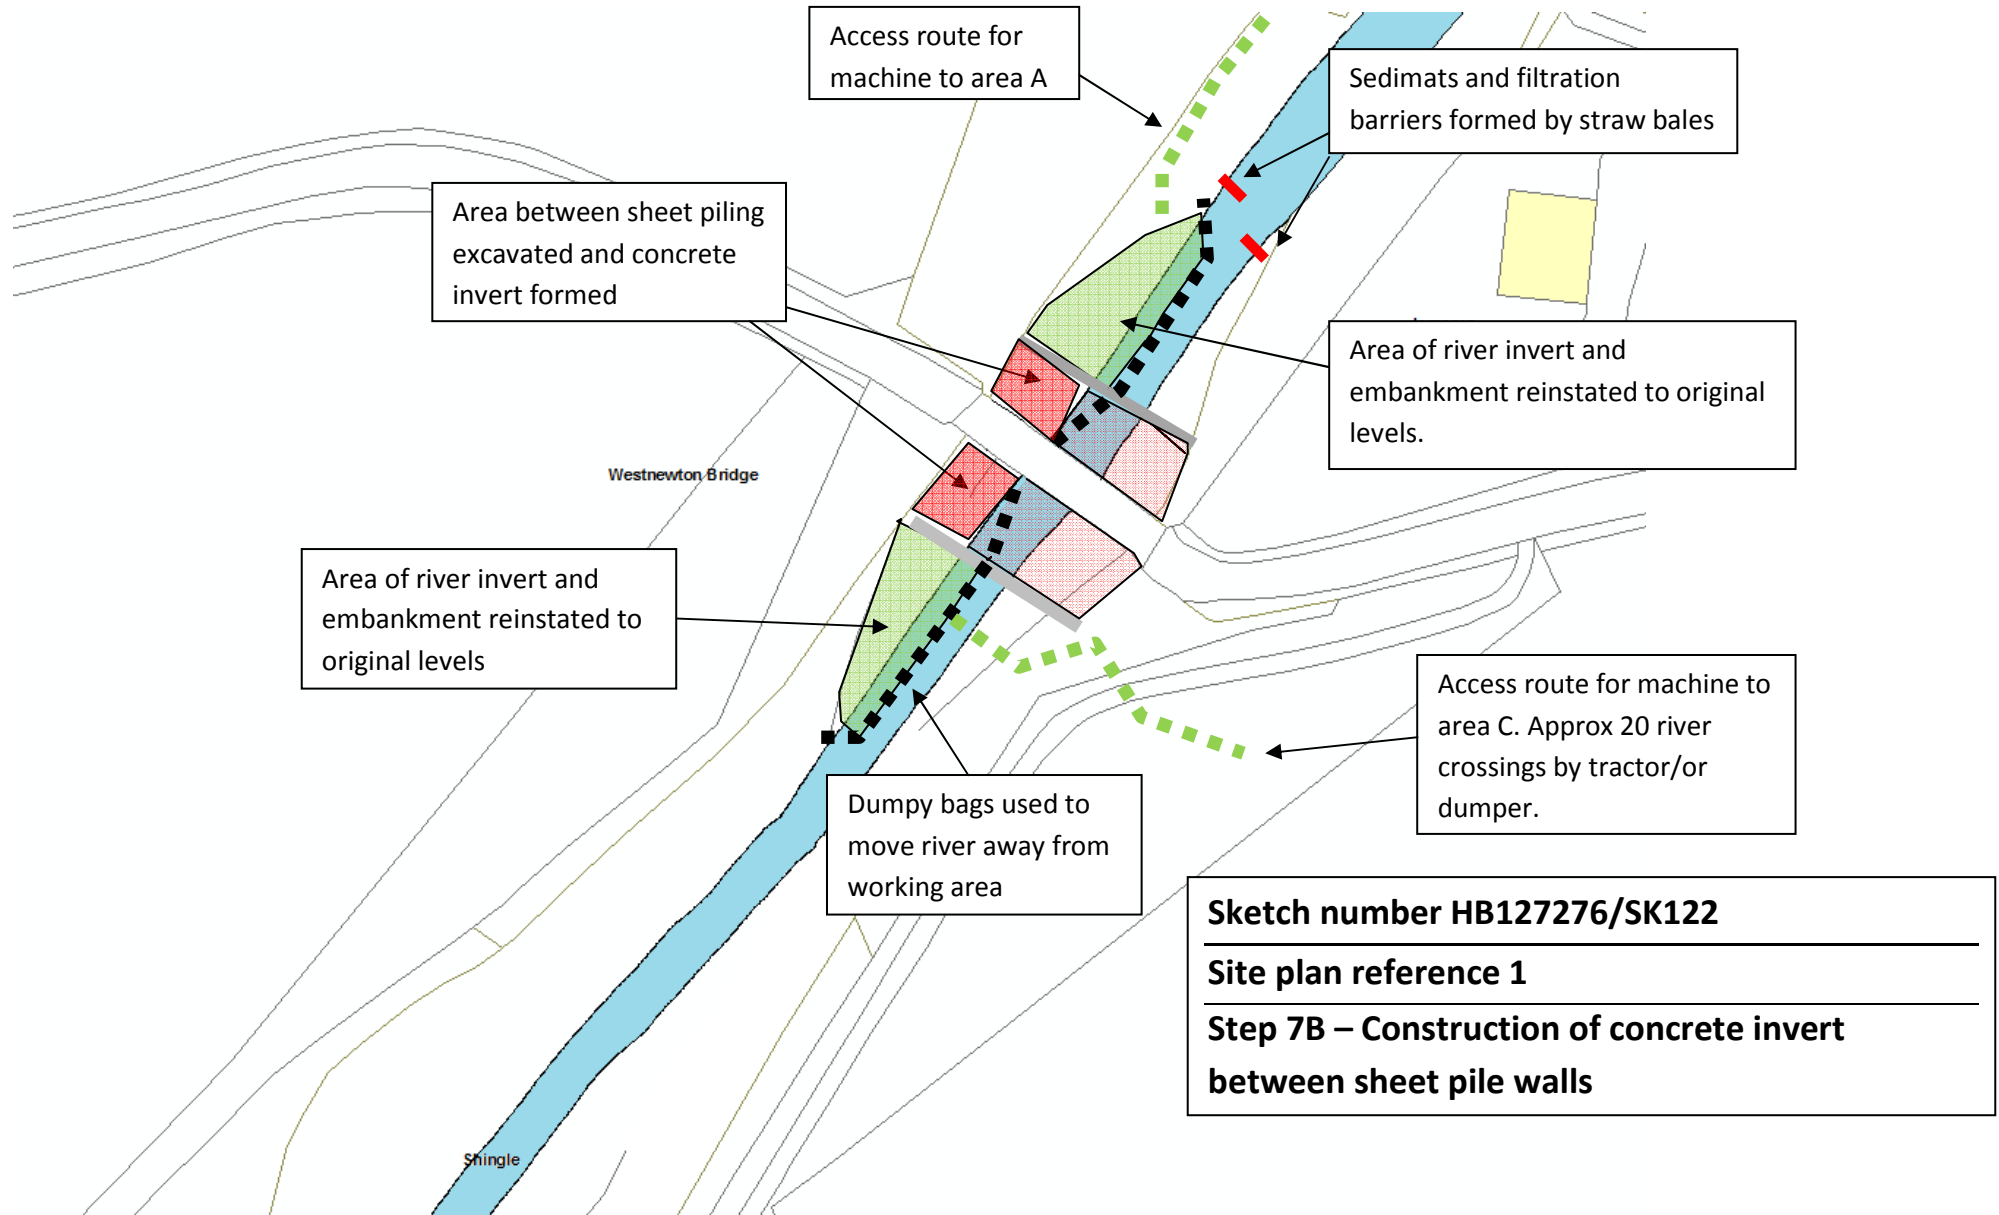 Access route for
machine to area A
Sedimats and filtration
barriers formed by straw bales
Area between sheet piling
excavated and concrete
invert formed
Area of river invert and
embankment reinstated to original
levels.
Westnewton Bridge
Area of river invert and
embankment reinstated to
original levels
Access route for machine to
area C. Approx 20 river
crossings by tractor/or
dumper.
Dumpy bags used to
move river away from
working area
Sketch number HB127276/SK122
Site plan reference 1
Step 7B – Construction of concrete invert
between sheet pile walls
Shingle